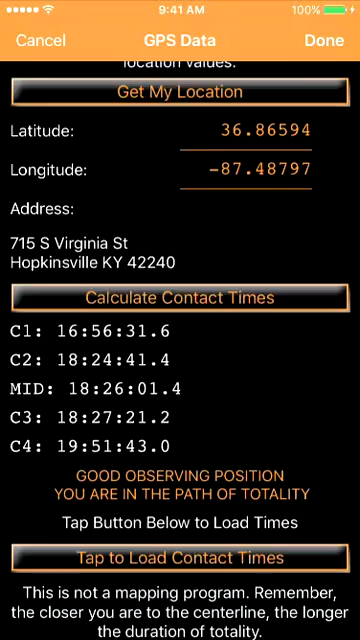 9:41 AM
100%
Cancel
GPS Data
Done
location values.
Get My Location
Latitude: 36.86594
Longitude: -87.48797
Address:
715 S Virginia St
Hopkinsville KY 42240
Calculate Contact Times
C1: 16:56:31.6
C2: 18:24:41.4
MID: 18:26:01.4
C3: 18:27:21.2
C4: 19:51:43.0
GOOD OBSERVING POSITION
YOU ARE IN THE PATH OF TOTALITY
Tap Button Below to Load Times
Tap to Load Contact Times
This is not a mapping program. Remember,
the closer you are to the centerline, the longer
the duration of totality.